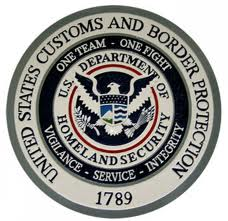 UNITED STATES CUSTOMS AND BORDER PROTECTION
ONE TEAM - ONE FIGHT
U.S. DEPARTMENT OF
HOMELAND SECURITY
VIGILANCE - SERVICE - INTEGRITY
1789